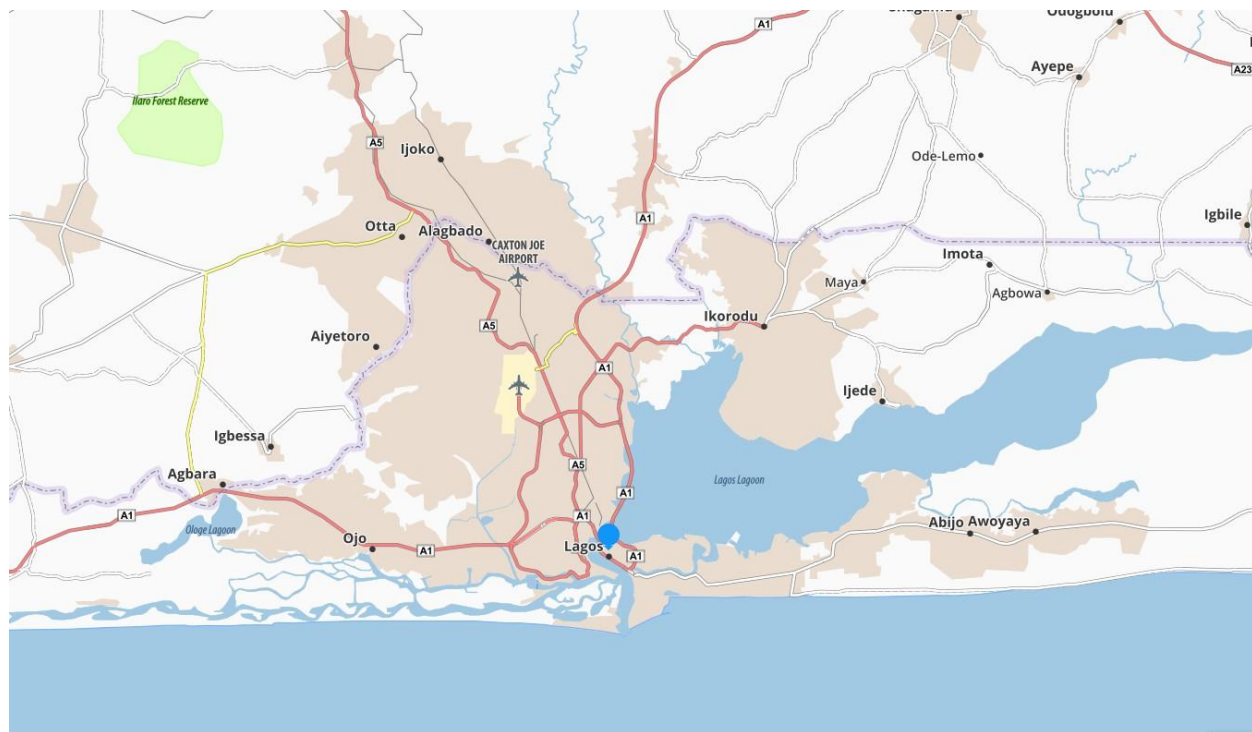 A1
Odogbolu
Ayepe
A23
Ilaro Forest Reserve
A5
Ijoko
Ode-Lemo
Otta
Alagbado
A1
Igbile
CAXTON JOE
AIRPORT
Imota
Maya
Agbowa
A5
Ikorodu
Aiyetoro
A1
Ijede
Igbessa
A5
Agbara
Lagos Lagoon
A1
A1
A1
Ologe Lagoon
Abijo
Awoyaya
Ojo
A1
Lagos
A1